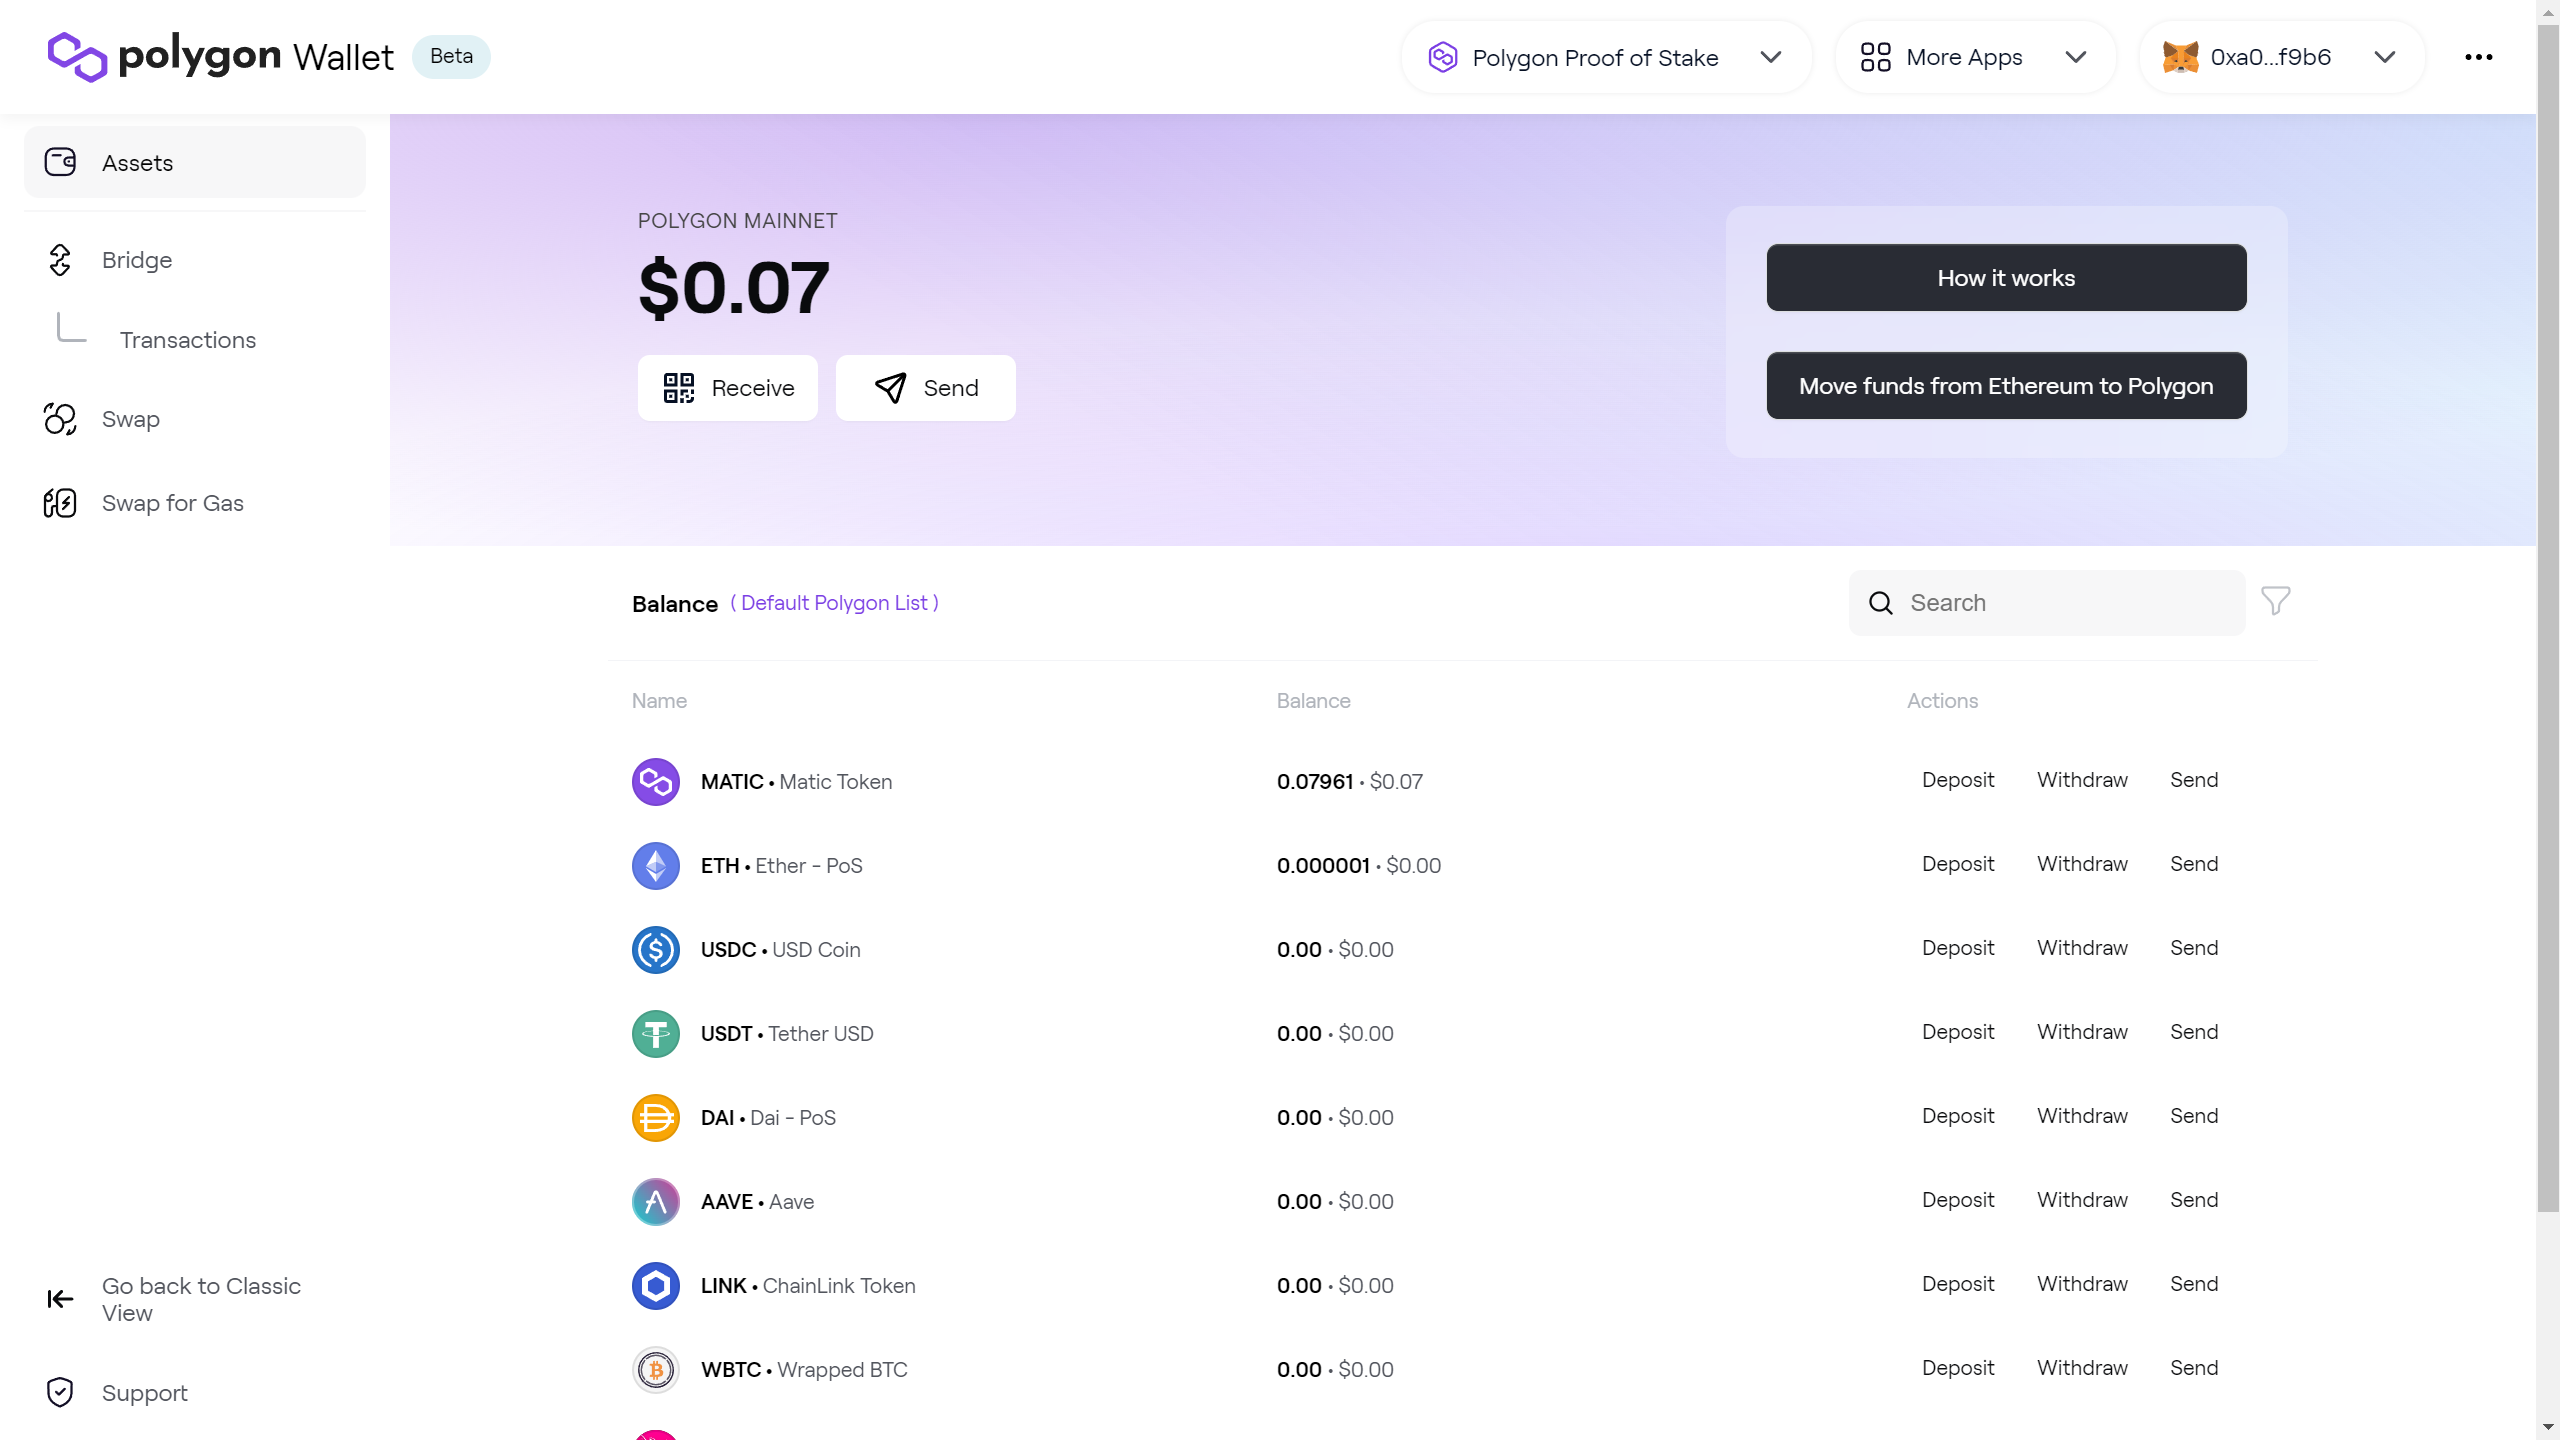 polygon Wallet Beta
Polygon Proof of Stake
More Apps
0xa0...f9b6
Assets
Bridge
Transactions
Swap
Swap for Gas
Go back to Classic
View
Support
POLYGON MAINNET
$0.07
Receive
Send
How it works
Move funds from Ethereum to Polygon
Balance ( Default Polygon List )
Search
Name Balance Actions
MATIC • Matic Token 0.07961 • $0.07 Deposit Withdraw Send
ETH • Ether - PoS 0.000001 • $0.00 Deposit Withdraw Send
USDC • USD Coin 0.00 • $0.00 Deposit Withdraw Send
USDT • Tether USD 0.00 • $0.00 Deposit Withdraw Send
DAI • Dai - PoS 0.00 • $0.00 Deposit Withdraw Send
AAVE • Aave 0.00 • $0.00 Deposit Withdraw Send
LINK • ChainLink Token 0.00 • $0.00 Deposit Withdraw Send
WBTC • Wrapped BTC 0.00 • $0.00 Deposit Withdraw Send